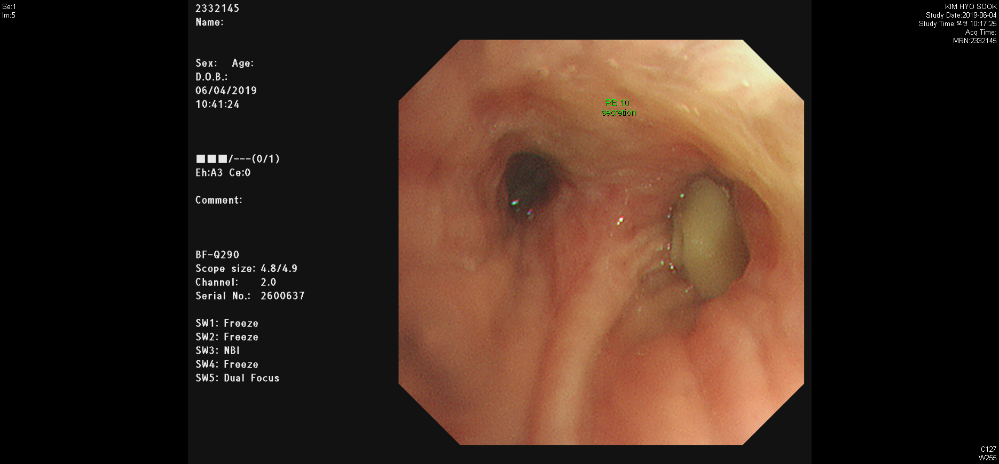 Se:1
Im:5
KIM HYO SOOK
Study Date:2019-06-04
Study Time:오전 10:17:25
Acq Time:
MRN:2332145
2332145
Name:
Sex: Age:
D.O.B.:
06/04/2019
10:41:24
■■■/---(0/1)
Eh:A3 Ce:0
Comment:
BF-Q290
Scope size: 4.8/4.9
Channel: 2.0
Serial No.: 2600637
SW1: Freeze
SW2: Freeze
SW3: NBI
SW4: Freeze
SW5: Dual Focus
RB 10
secretion
C127
W255